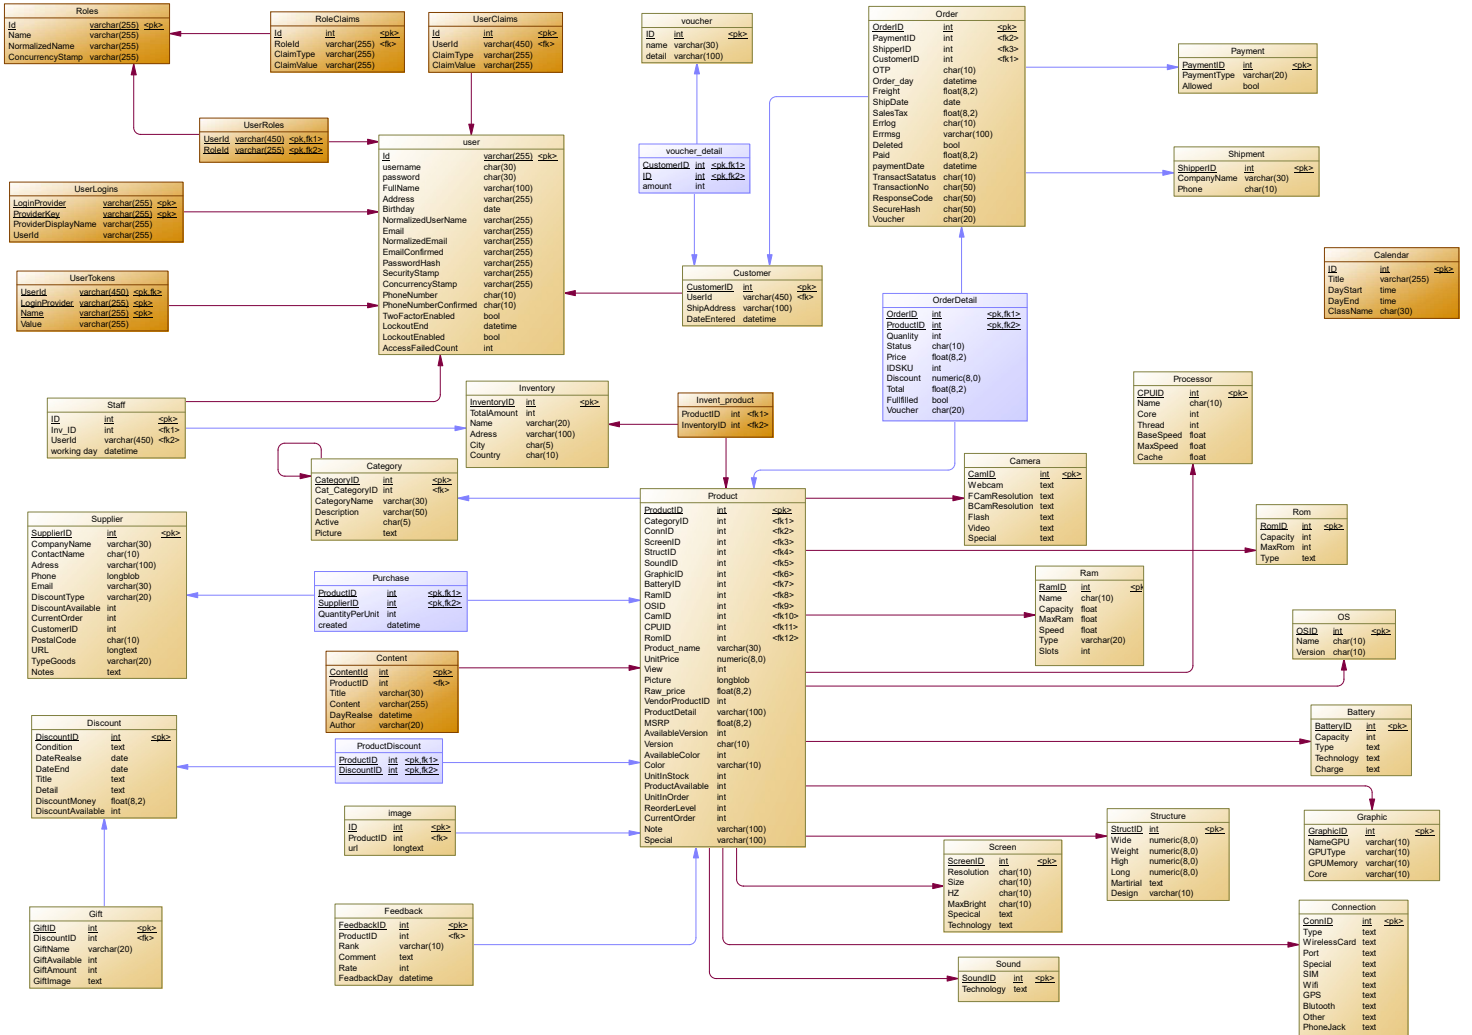 Roles
Id varchar(255) <pk>
Name varchar(255)
NormalizedName varchar(255)
ConcurrencyStamp varchar(255)
RoleClaims
Id int <pk>
RoleId varchar(255) <fk>
ClaimType varchar(255)
ClaimValue varchar(255)
UserClaims
Id int <pk>
UserId varchar(450) <fk>
ClaimType varchar(255)
ClaimValue varchar(255)
voucher
ID int <pk>
name varchar(30)
detail varchar(100)
Order
OrderID int <pk>
PaymentID int <fk2>
ShipperID int <fk3>
CustomerID int <fk1>
OTP char(10)
Order_day datetime
Freight float(8,2)
ShipDate date
SalesTax float(8,2)
Errlog char(10)
Errmsg varchar(100)
Deleted bool
Paid float(8,2)
paymentDate datetime
TransactSatatus char(10)
TransactionNo char(50)
ResponseCode char(50)
SecureHash char(50)
Voucher char(20)
Payment
PaymentID int <pk>
PaymentType varchar(20)
Allowed bool
UserRoles
UserId varchar(450) <pk,fk1>
RoleId varchar(255) <pk,fk2>
user
Id varchar(255) <pk>
username char(30)
password char(30)
FullName varchar(100)
Address varchar(255)
Birthday date
NormalizedUserName varchar(255)
Email varchar(255)
NormalizedEmail varchar(255)
EmailConfirmed varchar(255)
PasswordHash varchar(255)
SecurityStamp varchar(255)
ConcurrencyStamp varchar(255)
PhoneNumber char(10)
PhoneNumberConfirmed char(10)
TwoFactorEnabled bool
LockoutEnd datetime
LockoutEnabled bool
AccessFailedCount int
voucher_detail
CustomerID int <pk,fk1>
ID int <pk,fk2>
amount int
Shipment
ShipperID int <pk>
CompanyName varchar(30)
Phone char(10)
UserLogins
LoginProvider varchar(255) <pk>
ProviderKey varchar(255) <pk>
ProviderDisplayName varchar(255)
UserId varchar(255)
UserTokens
UserId varchar(450) <pk,fk>
LoginProvider varchar(255) <pk>
Name varchar(255) <pk>
Value varchar(255)
Customer
CustomerID int <pk>
UserId varchar(450) <fk>
ShipAddress varchar(100)
DateEntered datetime
OrderDetail
OrderID int <pk,fk1>
ProductID int <pk,fk2>
Quanlity int
Status char(10)
Price float(8,2)
IDSKU int
Discount numeric(8,0)
Total float(8,2)
Fullfilled bool
Voucher char(20)
Calendar
ID int <pk>
Title varchar(255)
DayStart time
DayEnd time
ClassName char(30)
Staff
ID int <pk>
Inv_ID int <fk1>
UserId varchar(450) <fk2>
working day datetime
Inventory
InventoryID int <pk>
TotalAmount int
Name varchar(20)
Adress varchar(100)
City char(5)
Country char(10)
Invent_product
ProductID int <fk1>
InventoryID int <fk2>
Processor
CPUID int <pk>
Name char(10)
Core int
Thread int
BaseSpeed float
MaxSpeed float
Cache float
Category
CategoryID int <pk>
Cat_CategoryID int <fk>
CategoryName varchar(30)
Description varchar(50)
Active char(5)
Picture text
Camera
CamID int <pk>
Webcam text
FCamResolution text
BCamResolution text
Flash text
Video text
Special text
Supplier
SupplierID int <pk>
CompanyName varchar(30)
ContactName char(10)
Adress varchar(100)
Phone longblob
Email varchar(30)
DiscountType varchar(20)
DiscountAvailable int
CurrentOrder int
CustomerID int
PostalCode char(10)
URL longtext
TypeGoods varchar(20)
Notes text
Product
ProductID int <pk>
CategoryID int <fk1>
ConnID int <fk2>
ScreenID int <fk3>
StructID int <fk4>
SoundID int <fk5>
GraphicID int <fk6>
BatteryID int <fk7>
RamID int <fk8>
OSID int <fk9>
CamID int <fk10>
CPUID int <fk11>
RomID int <fk12>
Product_name varchar(30)
UnitPrice numeric(8,0)
View int
Picture longblob
Raw_price float(8,2)
VendorProductID int
ProductDetail varchar(100)
MSRP float(8,2)
AvailableVersion int
Version char(10)
AvailableColor int
Color varchar(10)
UnitInStock int
ProductAvailable int
UnitInOrder int
ReorderLevel int
CurrentOrder int
Note varchar(100)
Special varchar(100)
Rom
RomID int <pk>
Capacity int
MaxRom int
Type text
Purchase
ProductID int <pk,fk1>
SupplierID int <pk,fk2>
QuantityPerUnit int
created datetime
Ram
RamID int <pk
Name char(10)
Capacity float
MaxRam float
Speed float
Type varchar(20)
Slots int
OS
OSID int <pk>
Name char(10)
Version char(10)
Content
ContentId int <pk>
ProductID int <fk>
Title varchar(30)
Content varchar(255)
DayRealse datetime
Author varchar(20)
Discount
DiscountID int <pk>
Condition text
DateRealse date
DateEnd date
Title text
Detail text
DiscountMoney float(8,2)
DiscountAvailable int
ProductDiscount
ProductID int <pk,fk1>
DiscountID int <pk,fk2>
Battery
BatteryID int <pk>
Capacity int
Type text
Technology text
Charge text
image
ID int <pk>
ProductID int <fk>
url longtext
Structure
StructID int <pk>
Wide numeric(8,0)
Weight numeric(8,0)
High numeric(8,0)
Long numeric(8,0)
Martirial text
Design varchar(10)
Graphic
GraphicID int <pk>
NameGPU varchar(10)
GPUType varchar(10)
GPUMemory varchar(10)
Core varchar(10)
Screen
ScreenID int <pk>
Resolution char(10)
Size char(10)
HZ char(10)
MaxBright char(10)
Specical text
Technology text
Gift
GiftID int <pk>
DiscountID int <fk>
GiftName varchar(20)
GiftAvailable int
GiftAmount int
GiftImage text
Feedback
FeedbackID int <pk>
ProductID int <fk>
Rank varchar(10)
Comment text
Rate int
FeadbackDay datetime
Connection
ConnID int <pk>
Type text
WirelessCard text
Port text
Special text
SIM text
Wifi text
GPS text
Blutooth text
Other text
PhoneJack text
Sound
SoundID int <pk>
Technology text